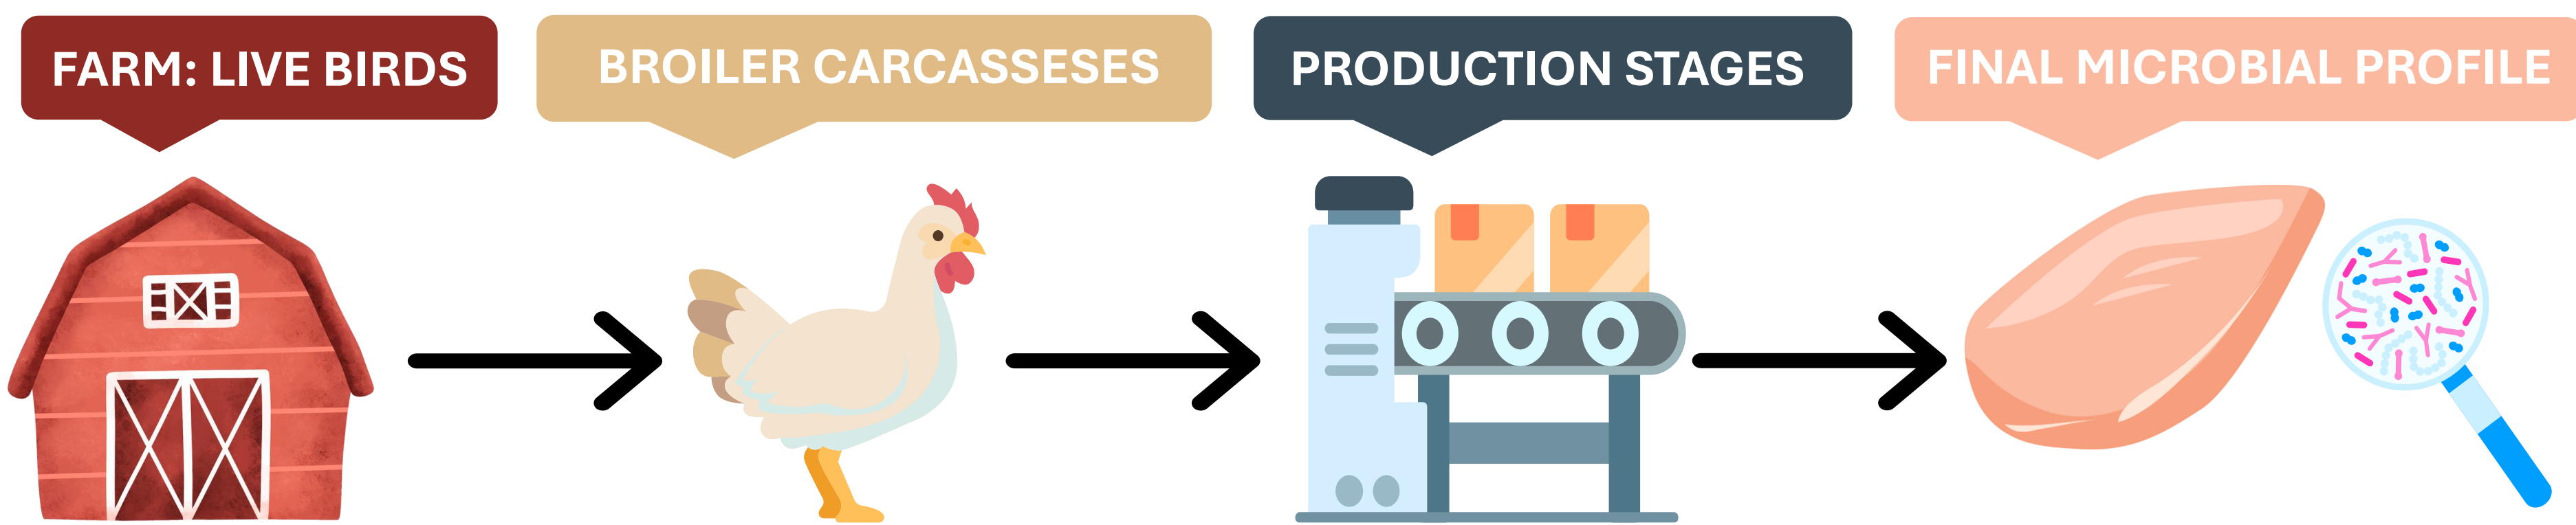 FARM: LIVE BIRDS
BROILER CARCASSESES
PRODUCTION STAGES
FINAL MICROBIAL PROFILE